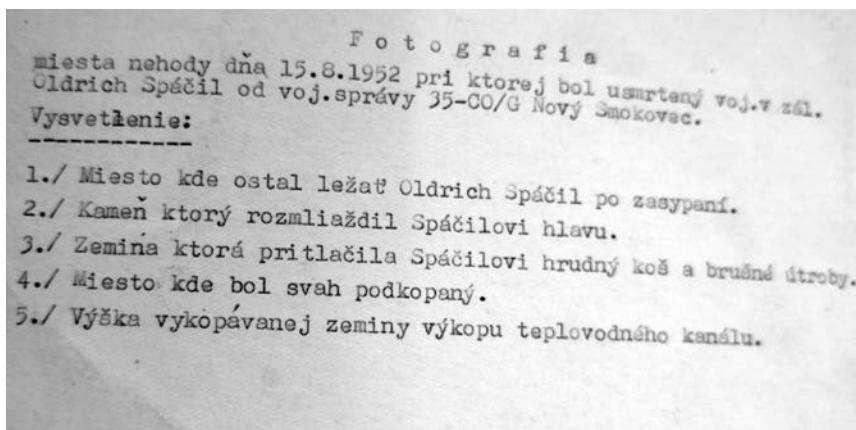 F o t o g r a f i a
miesta nehody dňa 15.8.1952 pri ktorej bol usmrtený voj.v zál.
Oldrich Spáčil od voj.správy 35-CO/G Nový Smokovec.
Vysvetlenie:
------------
1./ Miesto kde ostal ležať Oldrich Spáčil po zasypaní.
2./ Kameň ktorý rozmliaždil Spáčilovi hlavu.
3./ Zemina ktorá pritlačila Spáčilovi hrudný koš a brušné útroby.
4./ Miesto kde bol svah podkopaný.
5./ Výška vykopávanej zeminy výkopu teplovodného kanálu.